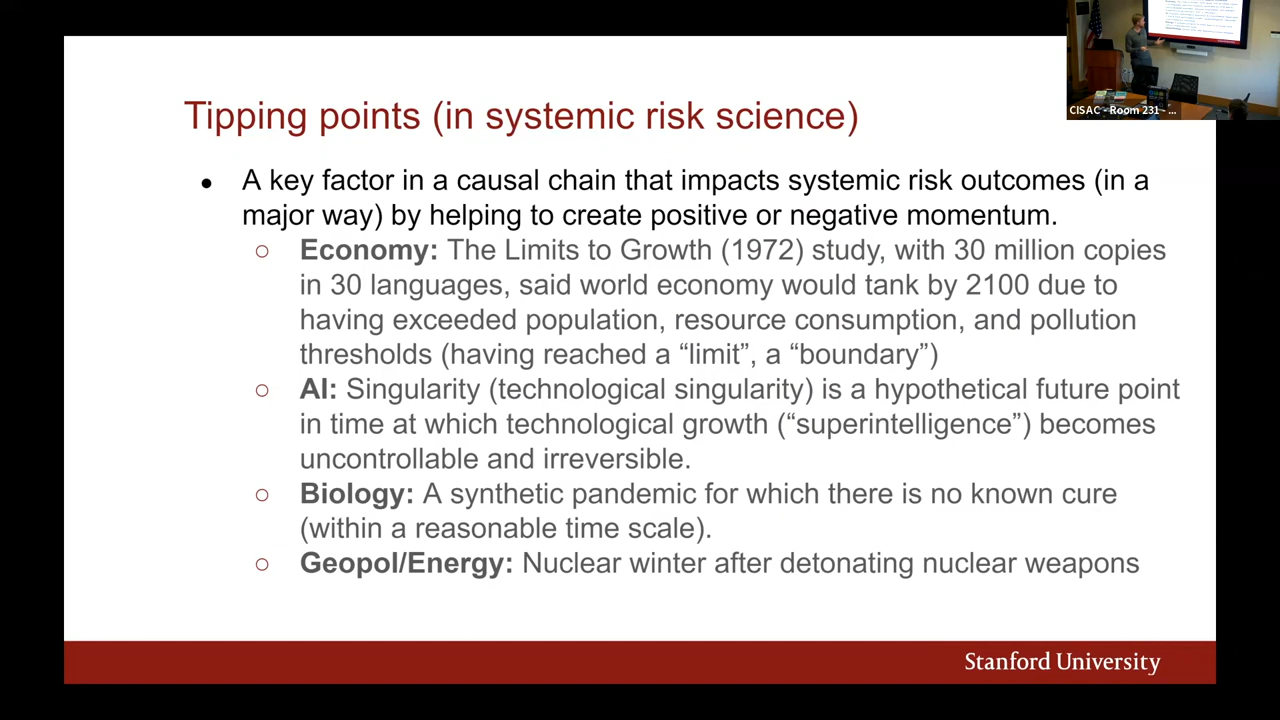 CISAC - Room 231 - ...
Tipping points (in systemic risk science)
● A key factor in a causal chain that impacts systemic risk outcomes (in a
major way) by helping to create positive or negative momentum.
○ Economy: The Limits to Growth (1972) study, with 30 million copies
in 30 languages, said world economy would tank by 2100 due to
having exceeded population, resource consumption, and pollution
thresholds (having reached a “limit”, a “boundary”)
○ AI: Singularity (technological singularity) is a hypothetical future point
in time at which technological growth (“superintelligence”) becomes
uncontrollable and irreversible.
○ Biology: A synthetic pandemic for which there is no known cure
(within a reasonable time scale).
○ Geopol/Energy: Nuclear winter after detonating nuclear weapons
Stanford University